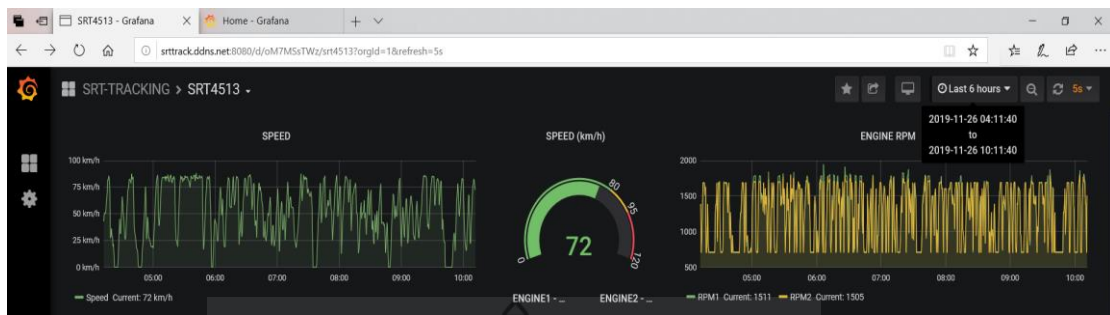 SRT4513 - Grafana
Home - Grafana
srttrack.ddns.net:8080/d/oM7MSsTWz/srt4513?orgId=1&refresh=5s
SRT-TRACKING > SRT4513
Last 6 hours
5s
2019-11-26 04:11:40
to
2019-11-26 10:11:40
SPEED
100 km/h
75 km/h
50 km/h
25 km/h
0 km/h
05:00 06:00 07:00 08:00 09:00 10:00
Speed Current: 72 km/h
SPEED (km/h)
0 80 95 120
72
ENGINE1 - ... ENGINE2 - ...
ENGINE RPM
2000
1500
1000
500
05:00 06:00 07:00 08:00 09:00 10:00
RPM1 Current: 1511 RPM2 Current: 1505